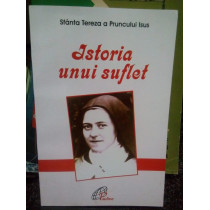 Sfânta Tereza a Pruncului Isus
Istoria
unui suflet